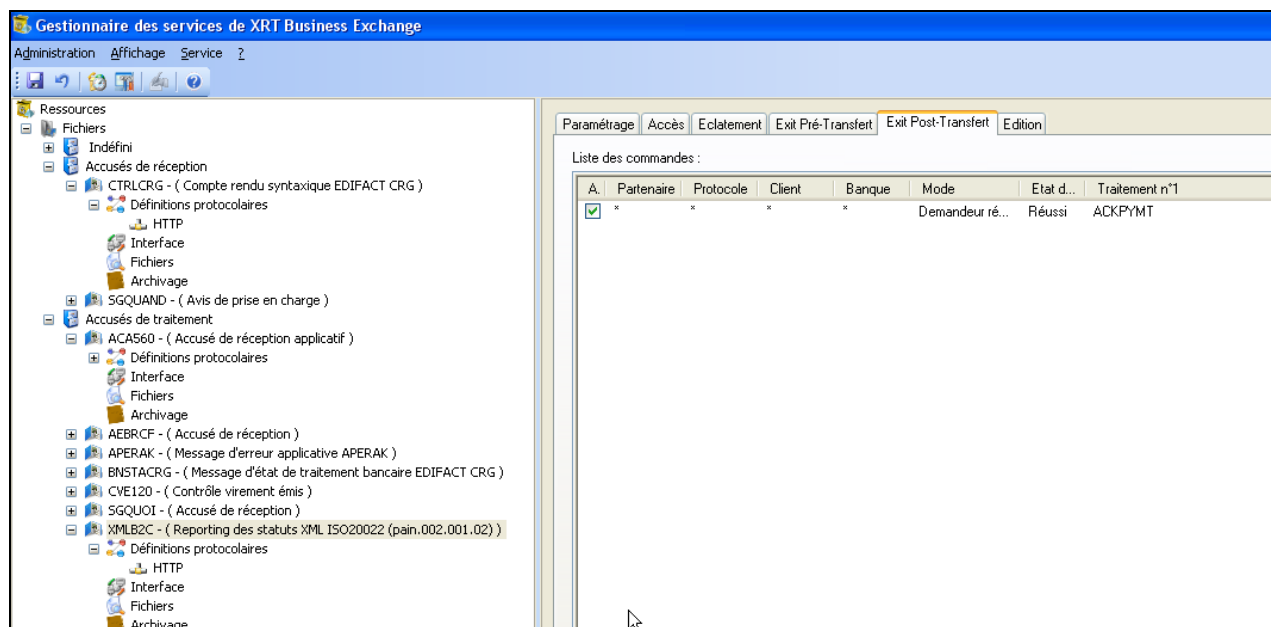 Gestionnaire des services de XRT Business Exchange
Administration Affichage Service ?
Ressources
Fichiers
Indéfini
Accusés de réception
CTRLCRG - ( Compte rendu syntaxique EDIFACT CRG )
Définitions protocolaires
HTTP
Interface
Fichiers
Archivage
SGQUAND - ( Avis de prise en charge )
Accusés de traitement
ACA560 - ( Accusé de réception applicatif )
Définitions protocolaires
Interface
Fichiers
Archivage
AEBRCF - ( Accusé de réception )
APERAK - ( Message d'erreur applicative APERAK )
BNSTACRG - ( Message d'état de traitement bancaire EDIFACT CRG )
CVE120 - ( Contrôle virement émis )
SGQUOI - ( Accusé de réception )
XMLB2C - ( Reporting des statuts XML ISO20022 (pain.002.001.02) )
Définitions protocolaires
HTTP
Interface
Fichiers
Archivage
Paramétrage Accès Eclatement Exit Pré-Transfert Exit Post-Transfert Edition
Liste des commandes :
A. Partenaire Protocole Client Banque Mode Etat d... Traitement n°1
* * * * Demandeur ré... Réussi ACKPYMT